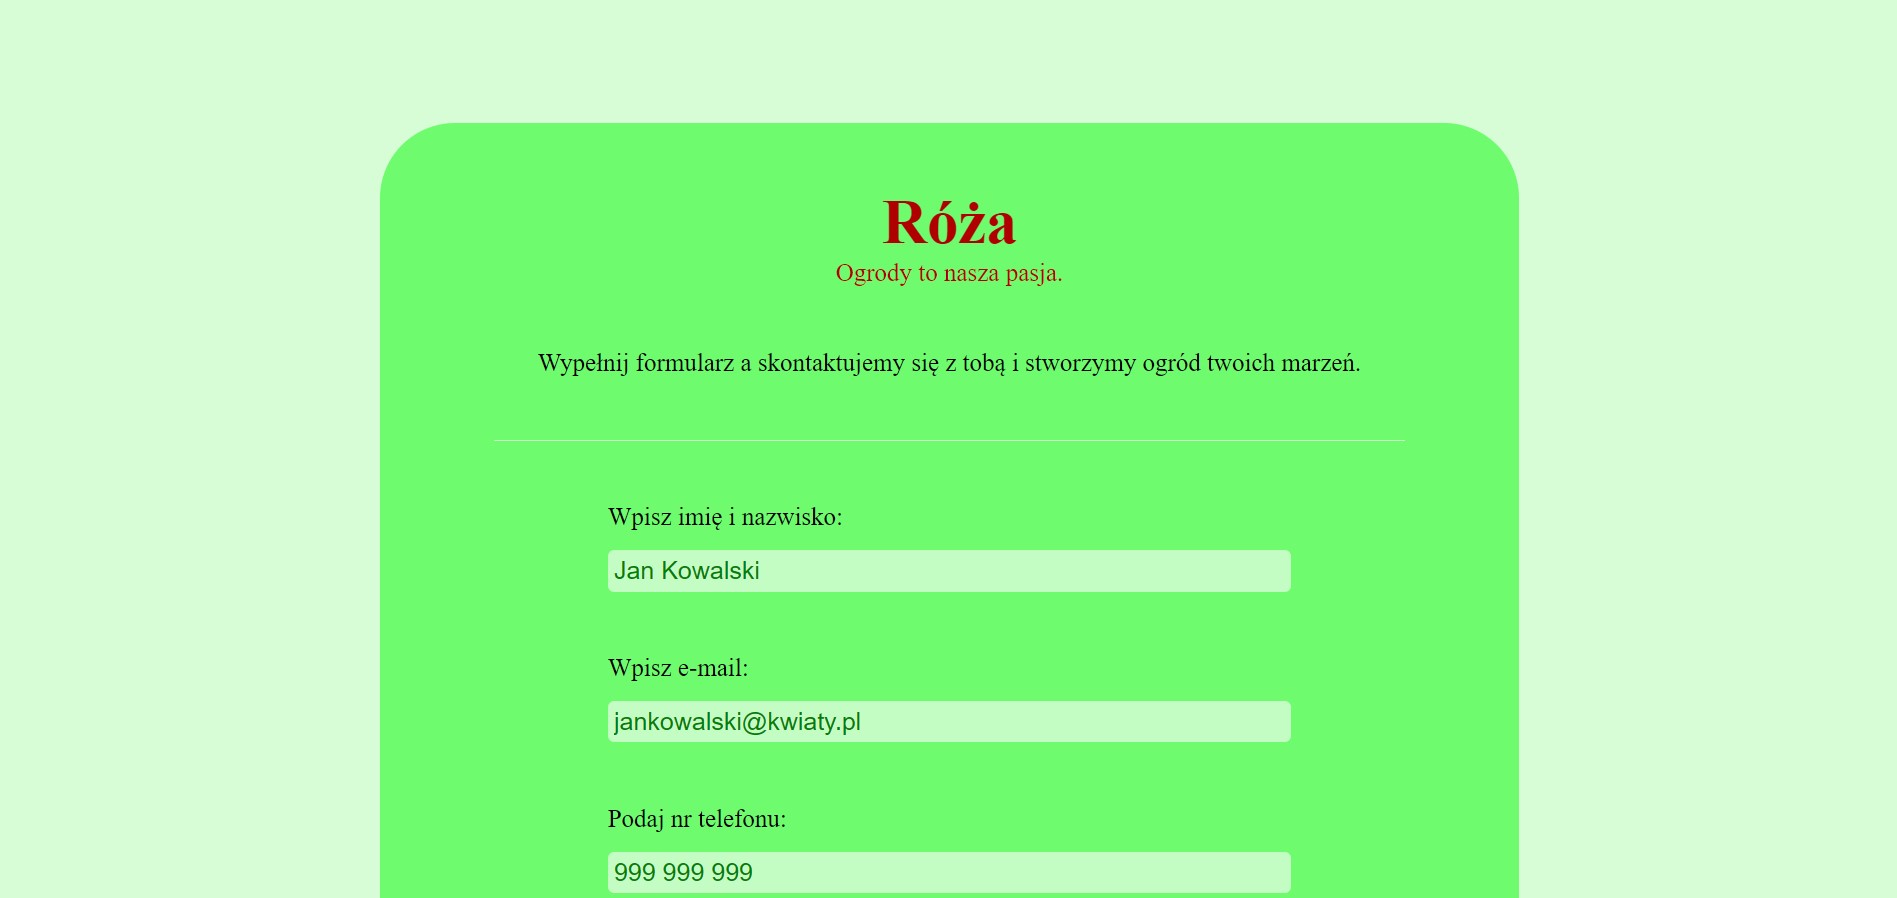 Róża
Ogrody to nasza pasja.
Wypełnij formularz a skontaktujemy się z tobą i stworzymy ogród twoich marzeń.
Wpisz imię i nazwisko:
Jan Kowalski
Wpisz e-mail:
jankowalski@kwiaty.pl
Podaj nr telefonu:
999 999 999